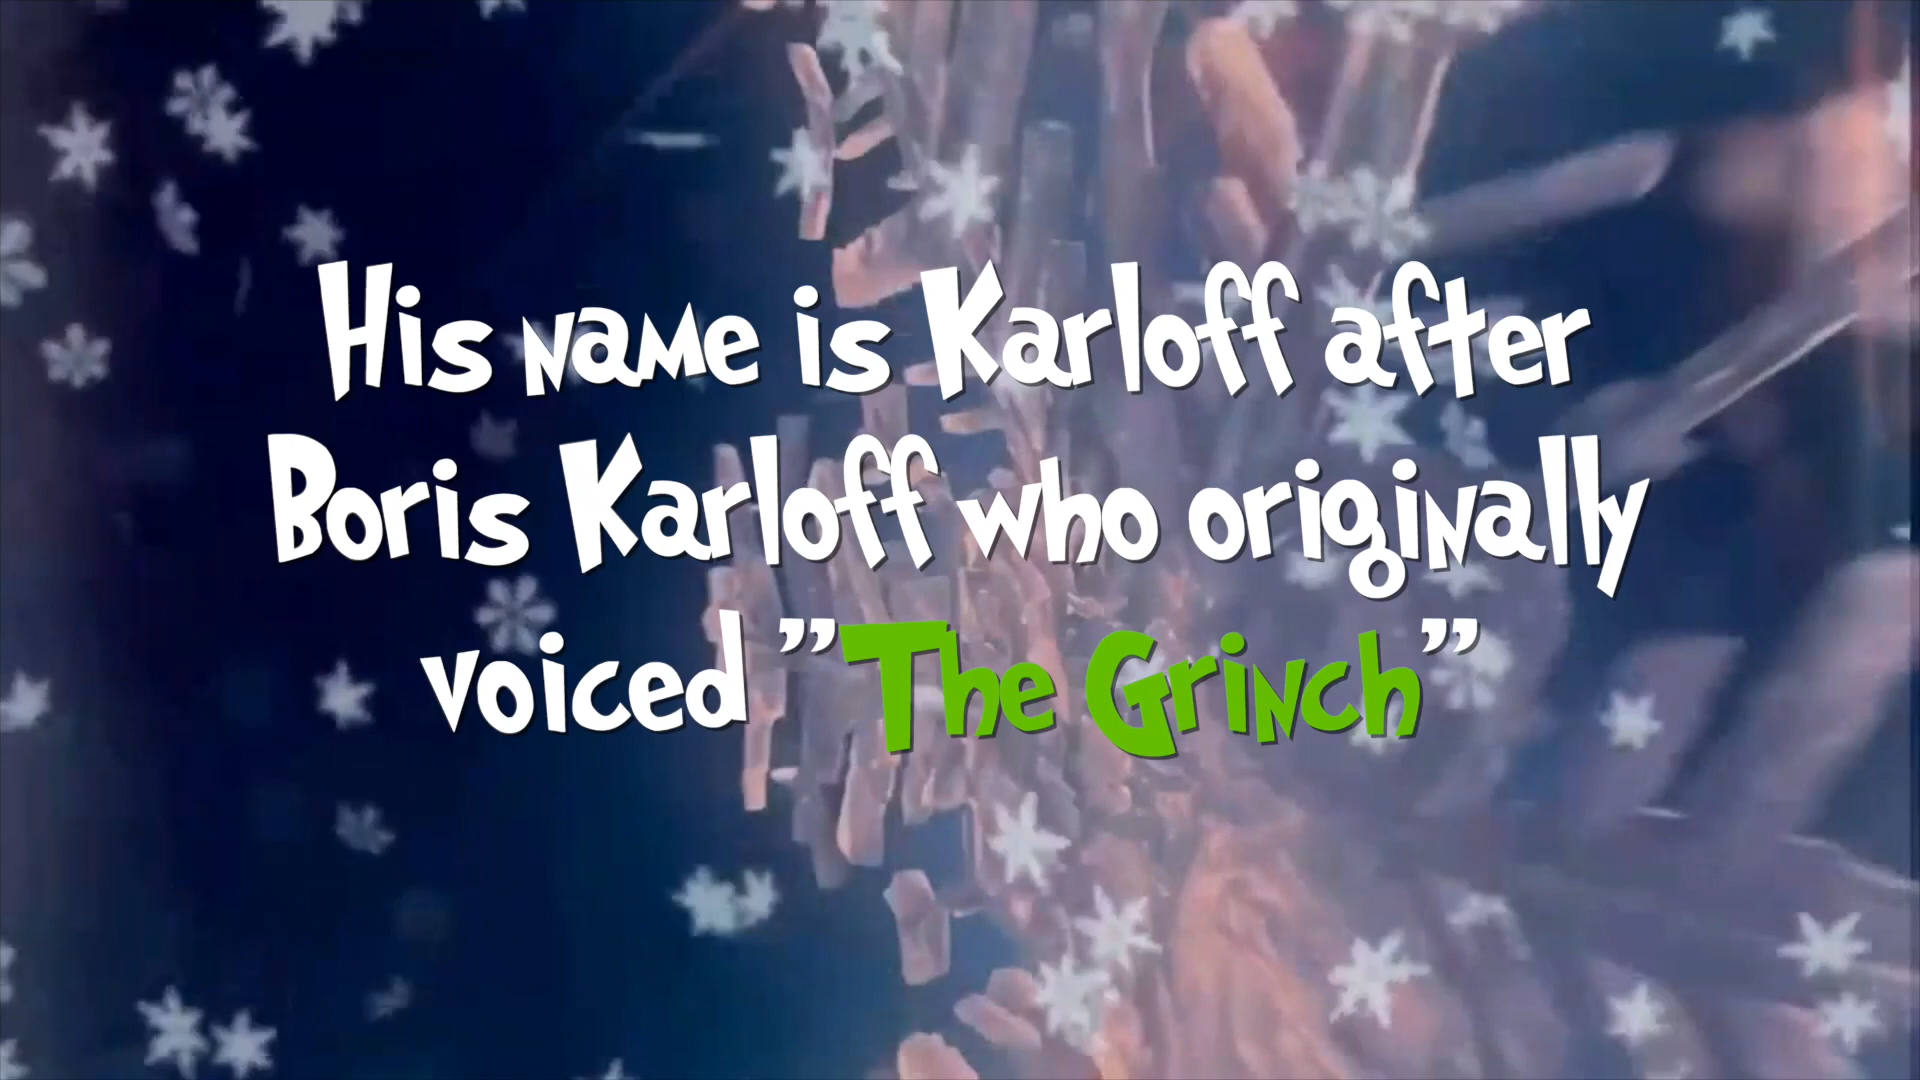 His name is Karloff after
Boris Karloff who originally
voiced ”The Grinch”